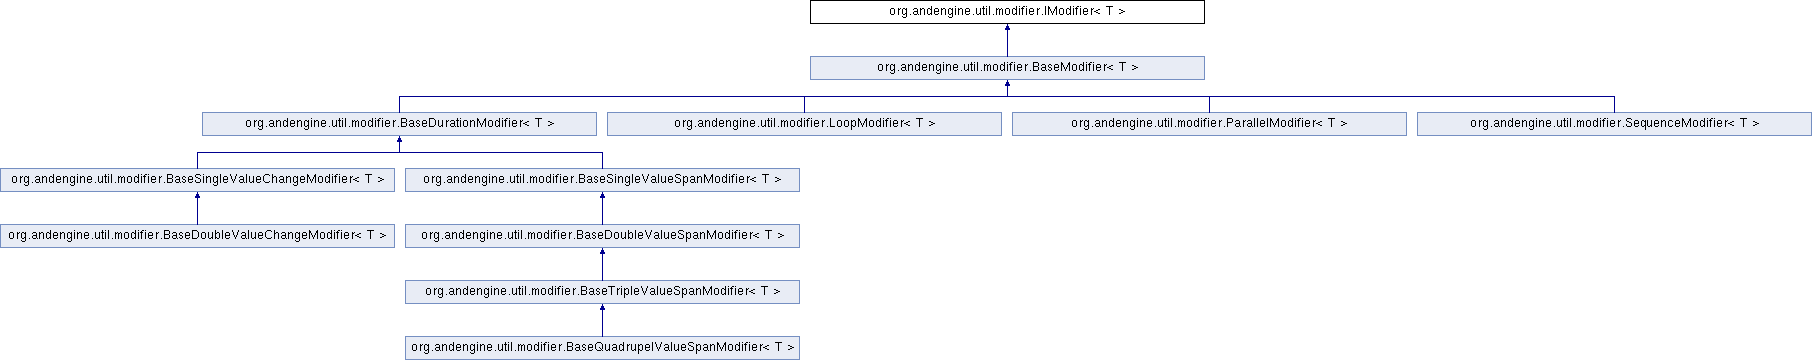 org.andengine.util.modifier.IModifier< T >
org.andengine.util.modifier.BaseModifier< T >
org.andengine.util.modifier.BaseDurationModifier< T >
org.andengine.util.modifier.LoopModifier< T >
org.andengine.util.modifier.ParallelModifier< T >
org.andengine.util.modifier.SequenceModifier< T >
org.andengine.util.modifier.BaseSingleValueChangeModifier< T >
org.andengine.util.modifier.BaseSingleValueSpanModifier< T >
org.andengine.util.modifier.BaseDoubleValueChangeModifier< T >
org.andengine.util.modifier.BaseDoubleValueSpanModifier< T >
org.andengine.util.modifier.BaseTripleValueSpanModifier< T >
org.andengine.util.modifier.BaseQuadrupelValueSpanModifier< T >